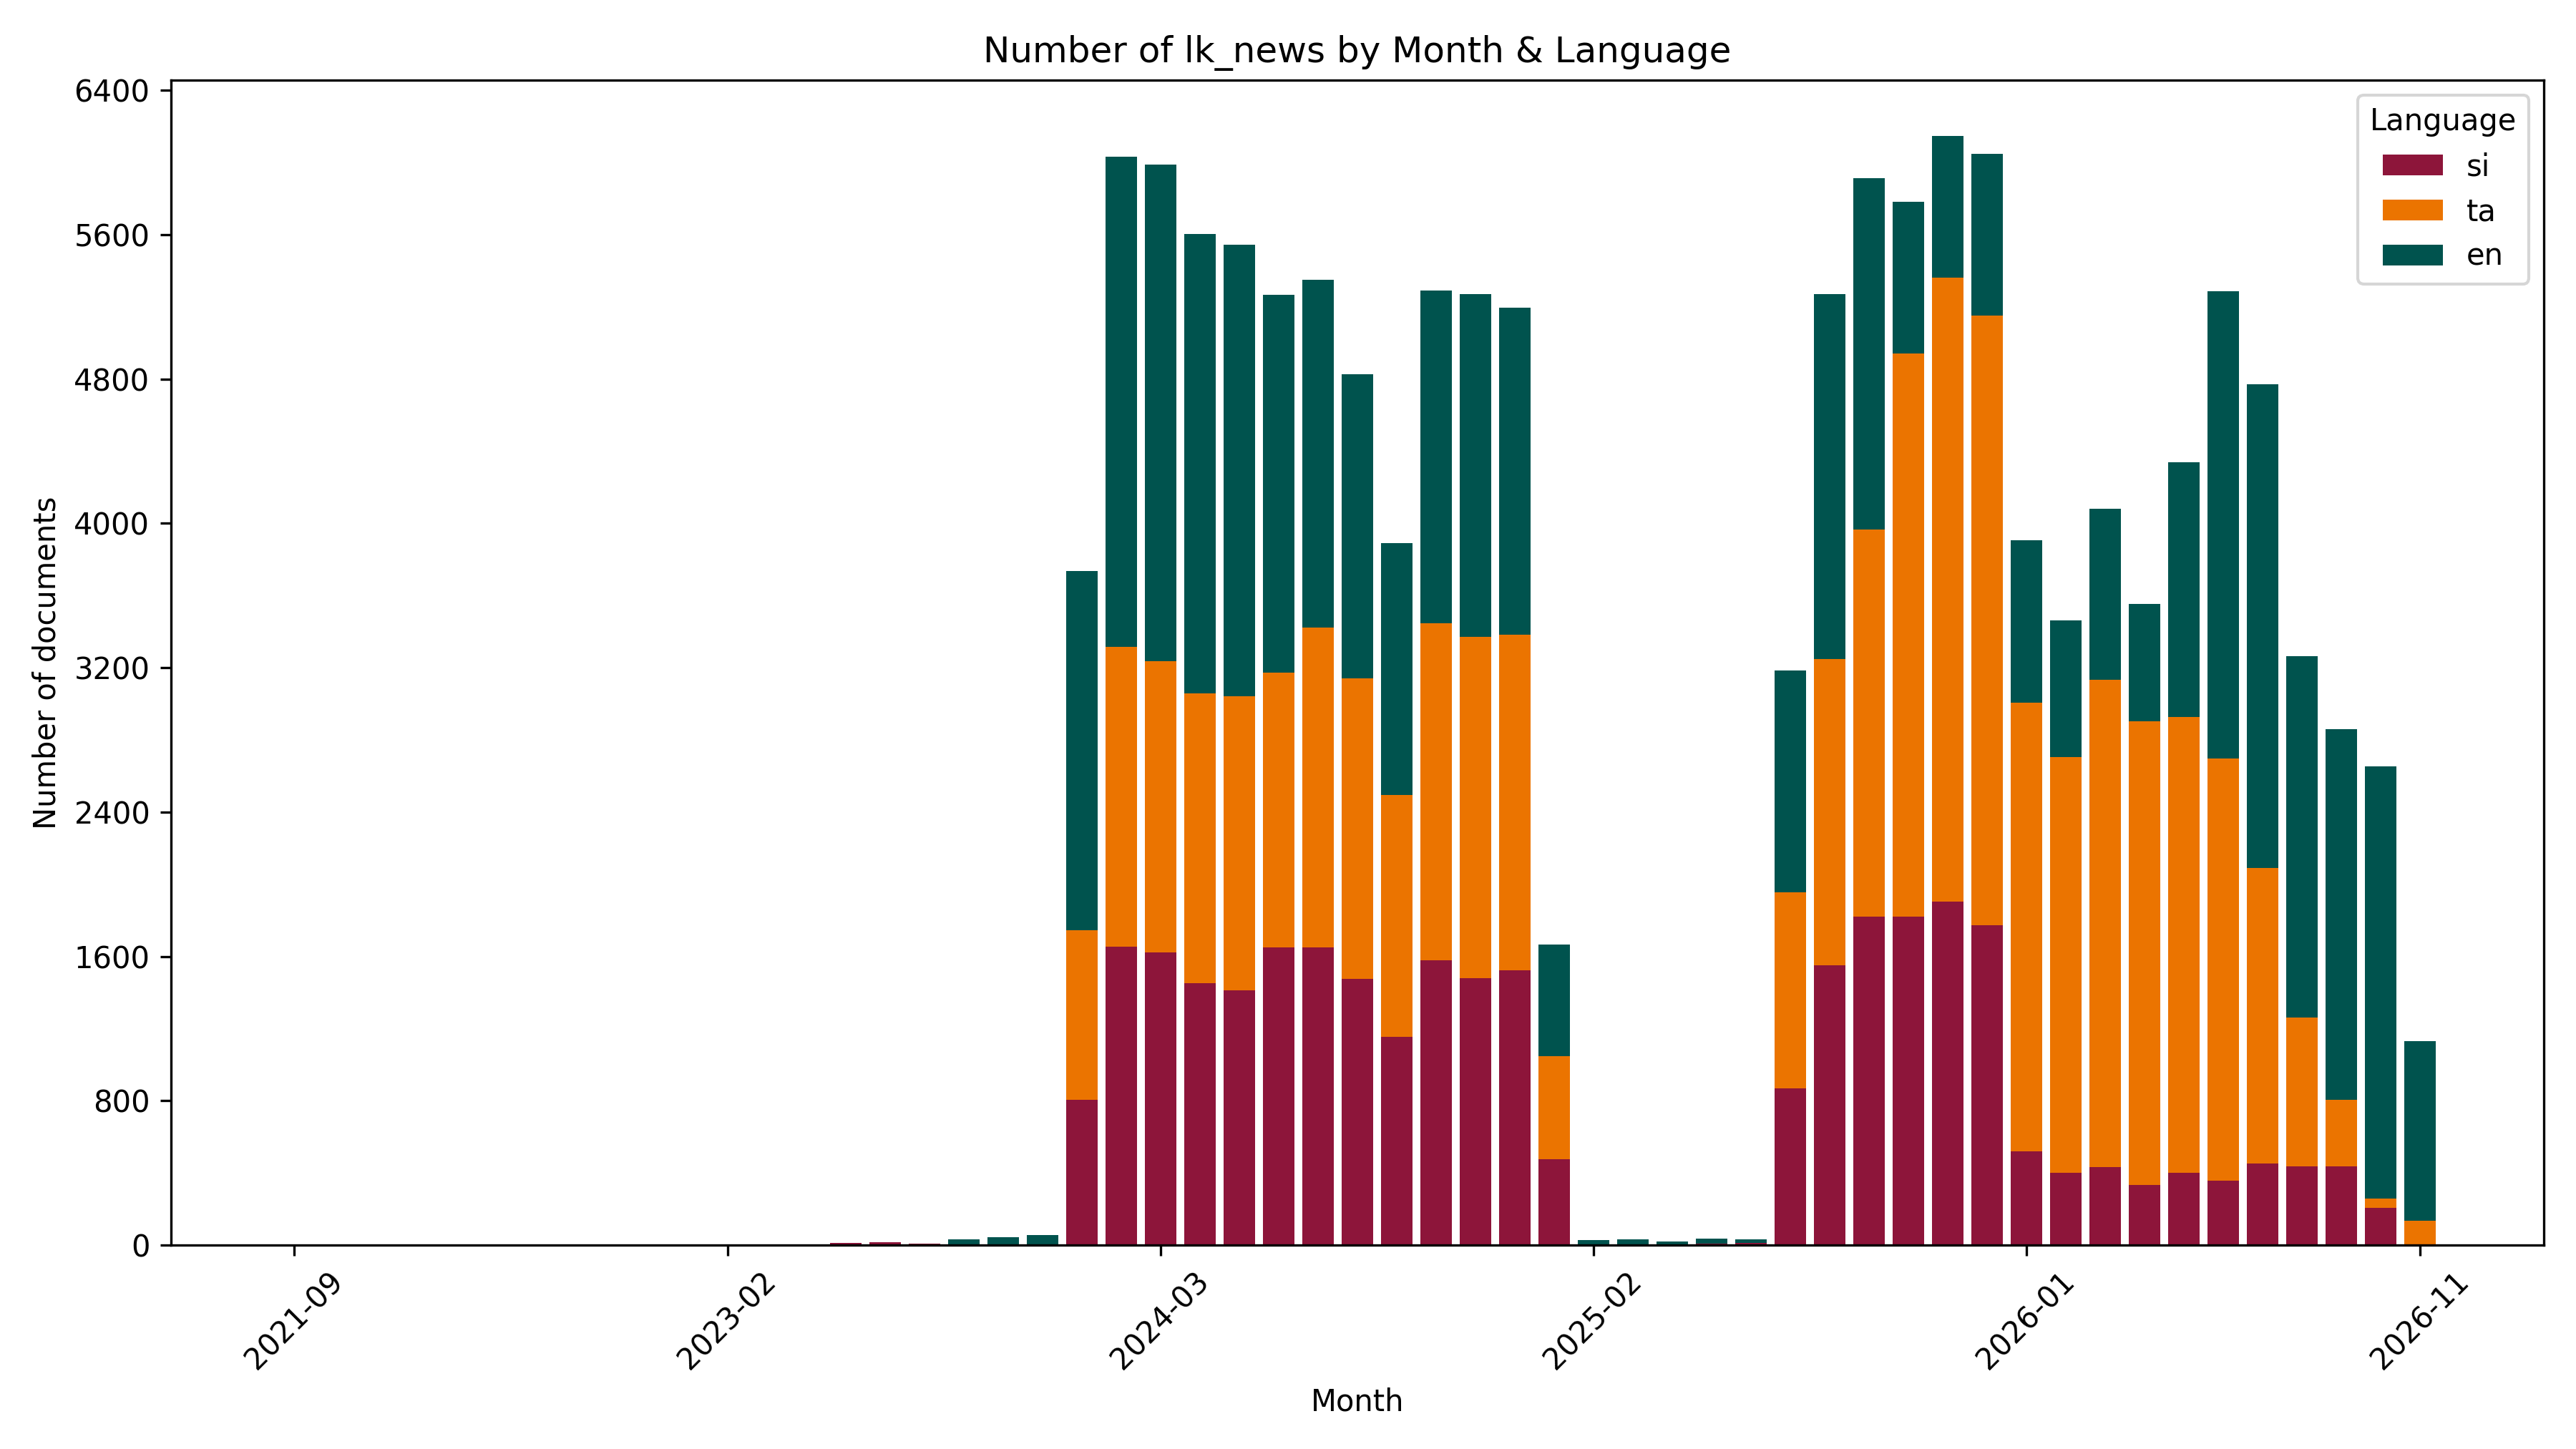 Number of lk_news by Month & Language
6400
5600
4800
4000
3200
2400
1600
800
0
Number of documents
Language
si
ta
en
2021-09
2023-02
2024-03
2025-02
2026-01
2026-11
Month